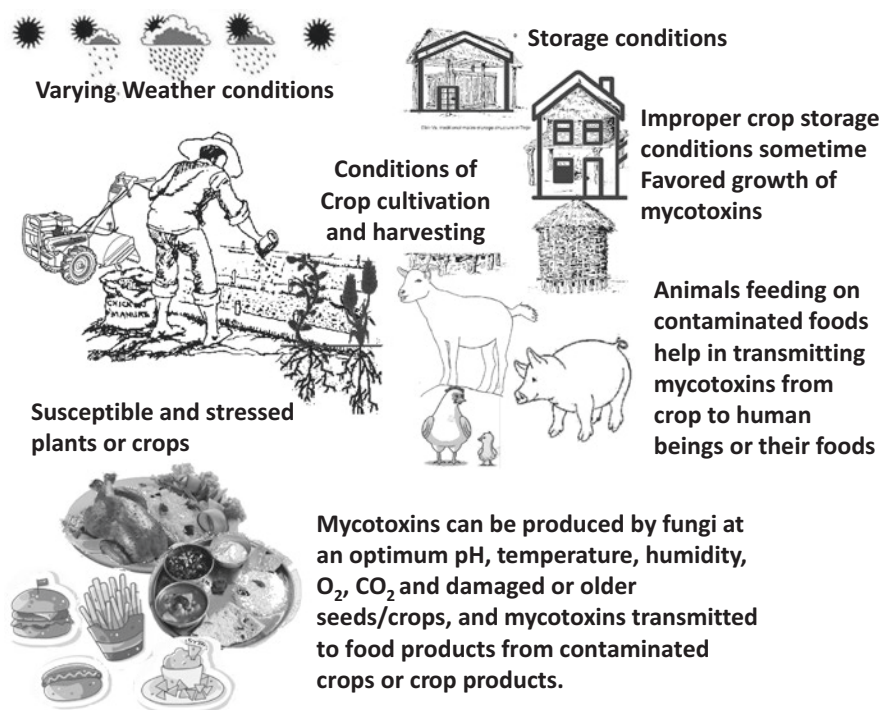 Varying Weather conditions
Storage conditions
Improper crop storage
conditions sometime
Favored growth of
mycotoxins
Conditions of
Crop cultivation
and harvesting
CHICKEN
MANURE
Animals feeding on
contaminated foods
help in transmitting
mycotoxins from
crop to human
beings or their foods
Susceptible and stressed
plants or crops
Mycotoxins can be produced by fungi at
an optimum pH, temperature, humidity,
O₂, CO₂ and damaged or older
seeds/crops, and mycotoxins transmitted
to food products from contaminated
crops or crop products.